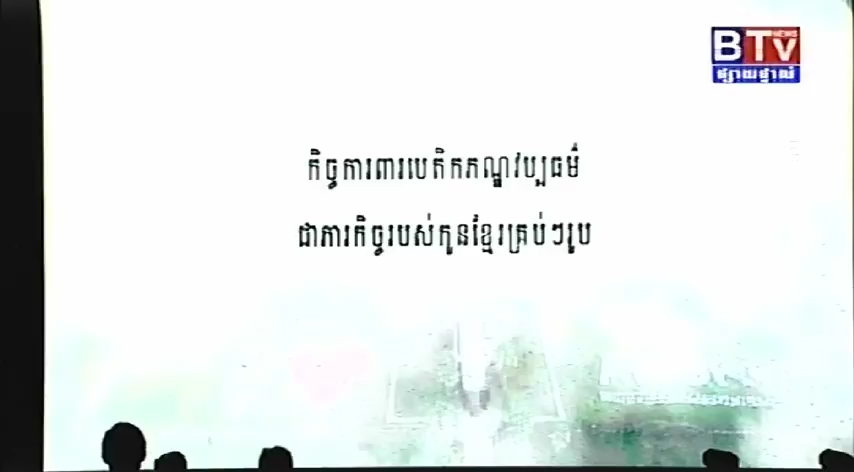 BTV NEWS
ផ្សាយផ្ទាល់
កិច្ចការពារបេតិកភណ្ឌវប្បធម៌
ជាភារកិច្ចរបស់កូនខ្មែរគ្រប់ៗរូប